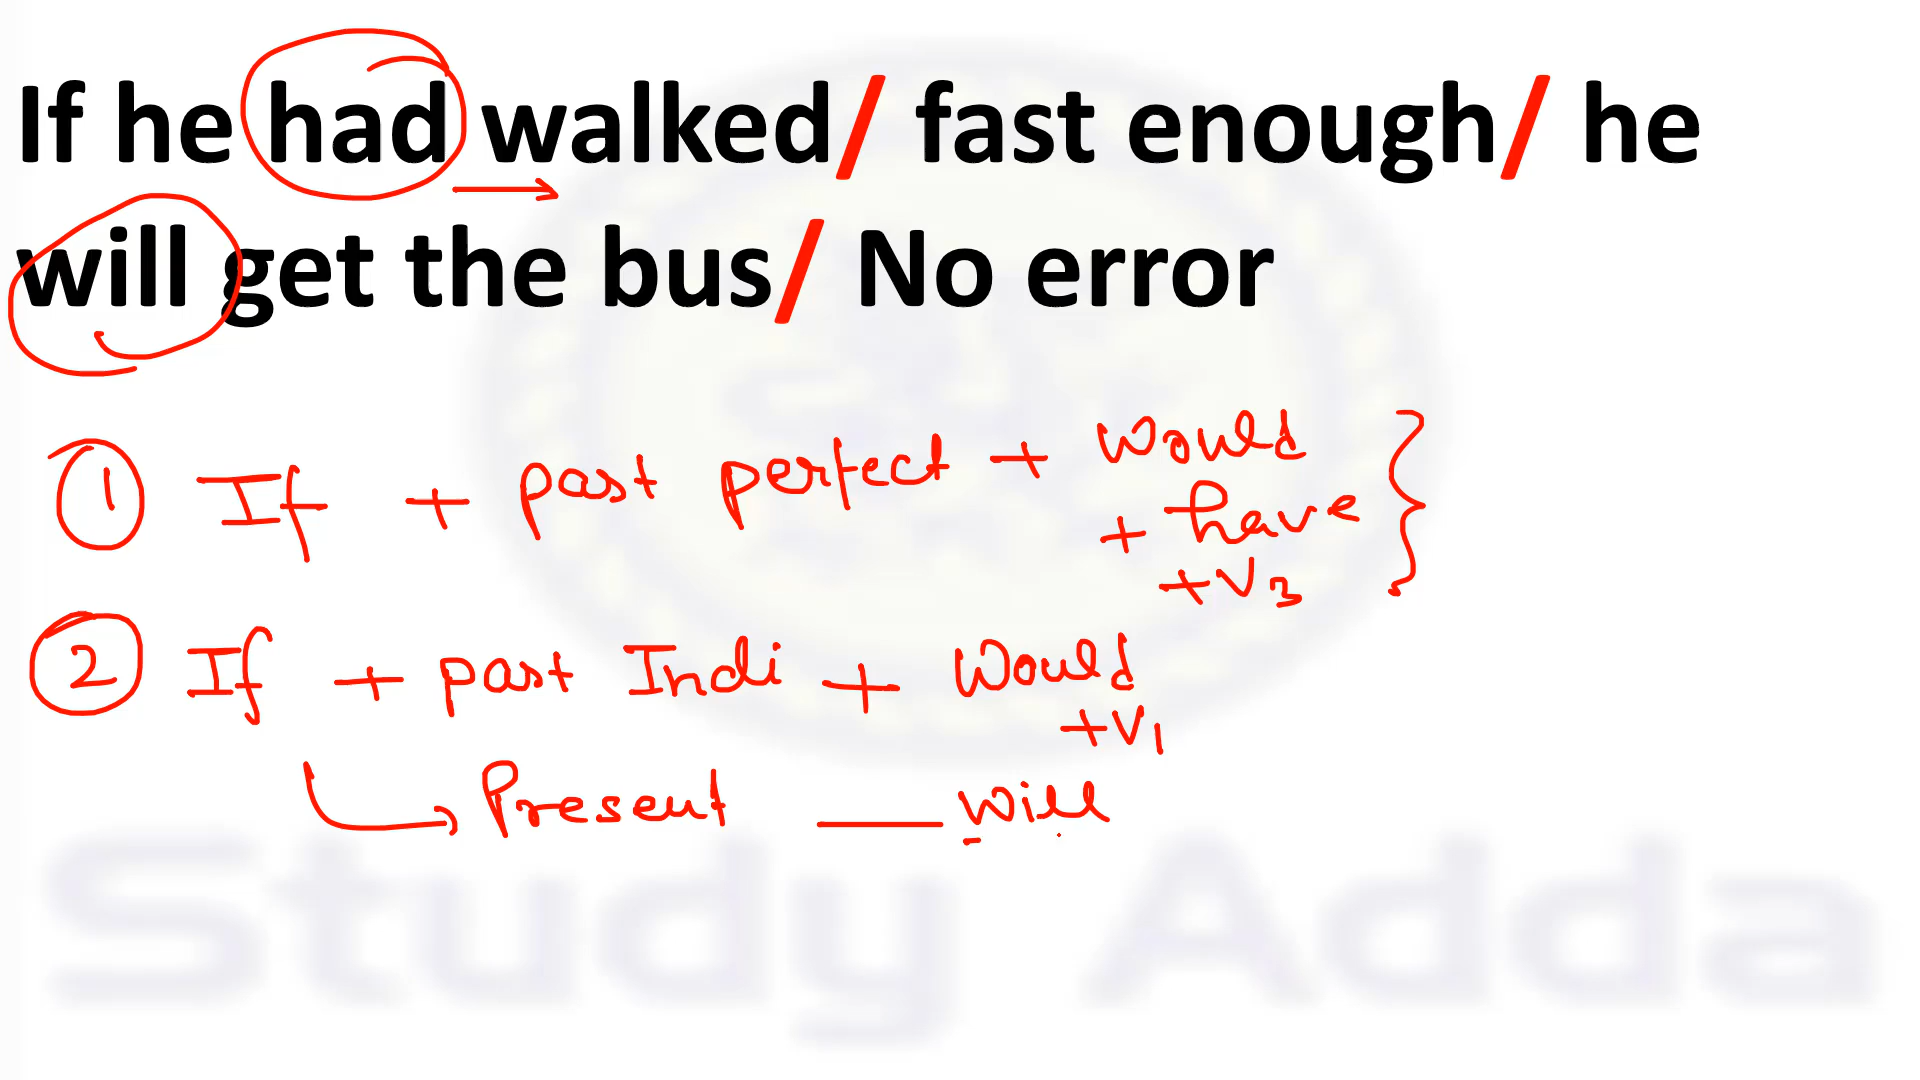 If he had walked/ fast enough/ he
will get the bus/ No error
① If + past perfect + would
+ have
+ V3
② If + past Indi + would
+ V1
Present — will
Study Adda